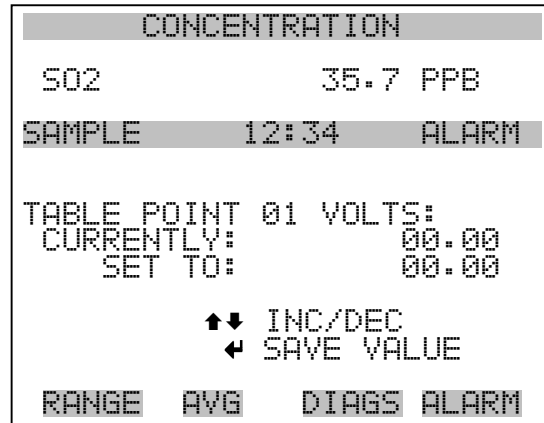 CONCENTRATION
SO2 35.7 PPB
SAMPLE 12:34 ALARM
TABLE POINT 01 VOLTS:
CURRENTLY: 00.00
SET TO: 00.00
INC/DEC
SAVE VALUE
RANGE AVG DIAGS ALARM